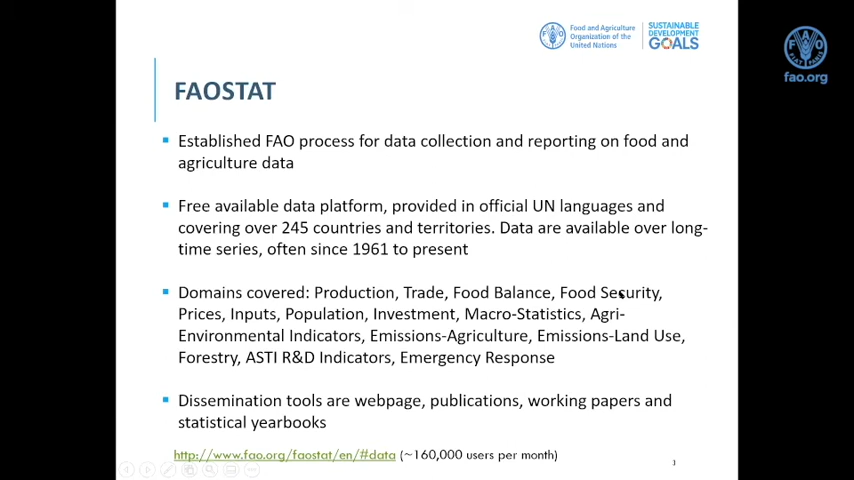 Food and Agriculture
Organization of the
United Nations
SUSTAINABLE
DEVELOPMENT
GOALS
FAO
FIAT PANIS
fao.org
FAOSTAT
Established FAO process for data collection and reporting on food and
agriculture data
Free available data platform, provided in official UN languages and
covering over 245 countries and territories. Data are available over long-
time series, often since 1961 to present
Domains covered: Production, Trade, Food Balance, Food Security,
Prices, Inputs, Population, Investment, Macro-Statistics, Agri-
Environmental Indicators, Emissions-Agriculture, Emissions-Land Use,
Forestry, ASTI R&D Indicators, Emergency Response
Dissemination tools are webpage, publications, working papers and
statistical yearbooks
http://www.fao.org/faostat/en/#data (~160,000 users per month)